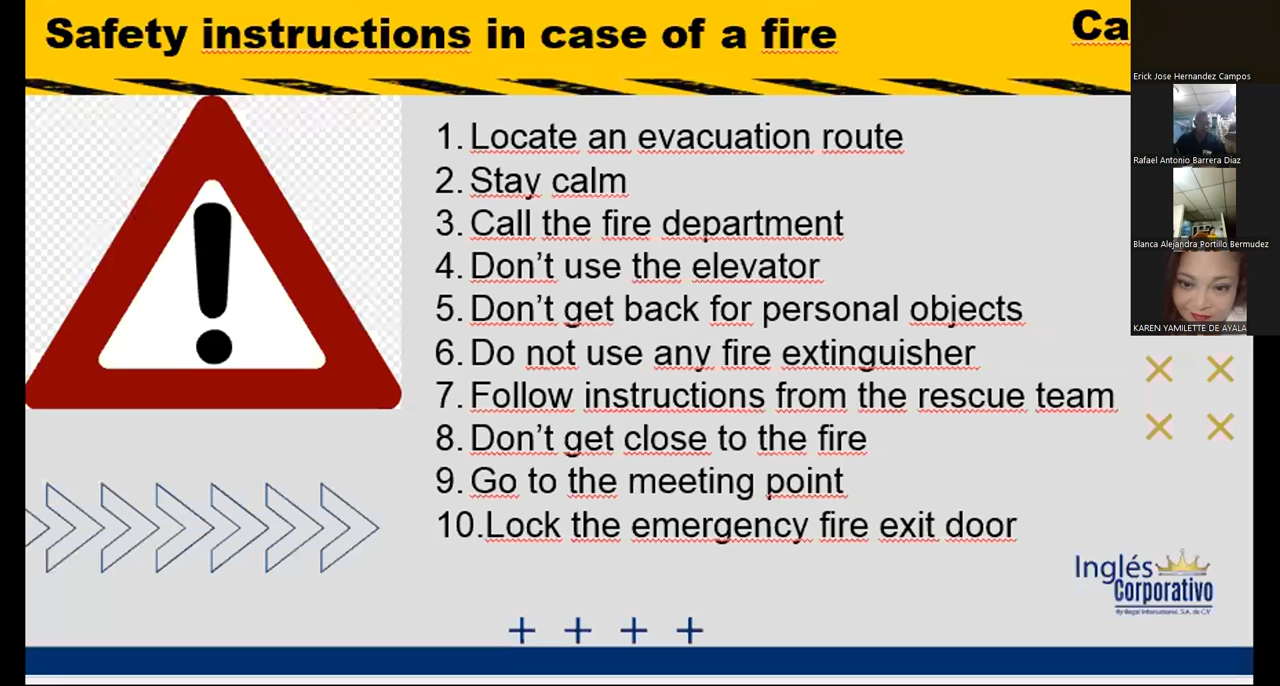 Safety instructions in case of a fire
Ca
Erick Jose Hernandez Campos
Rafael Antonio Barrera Diaz
Blanca Alejandra Portillo Bermudez
KAREN YAMILETTE DE AYALA
1. Locate an evacuation route
2. Stay calm
3. Call the fire department
4. Don’t use the elevator
5. Don’t get back for personal objects
6. Do not use any fire extinguisher
7. Follow instructions from the rescue team
8. Don’t get close to the fire
9. Go to the meeting point
10.Lock the emergency fire exit door
Inglés
Corporativo